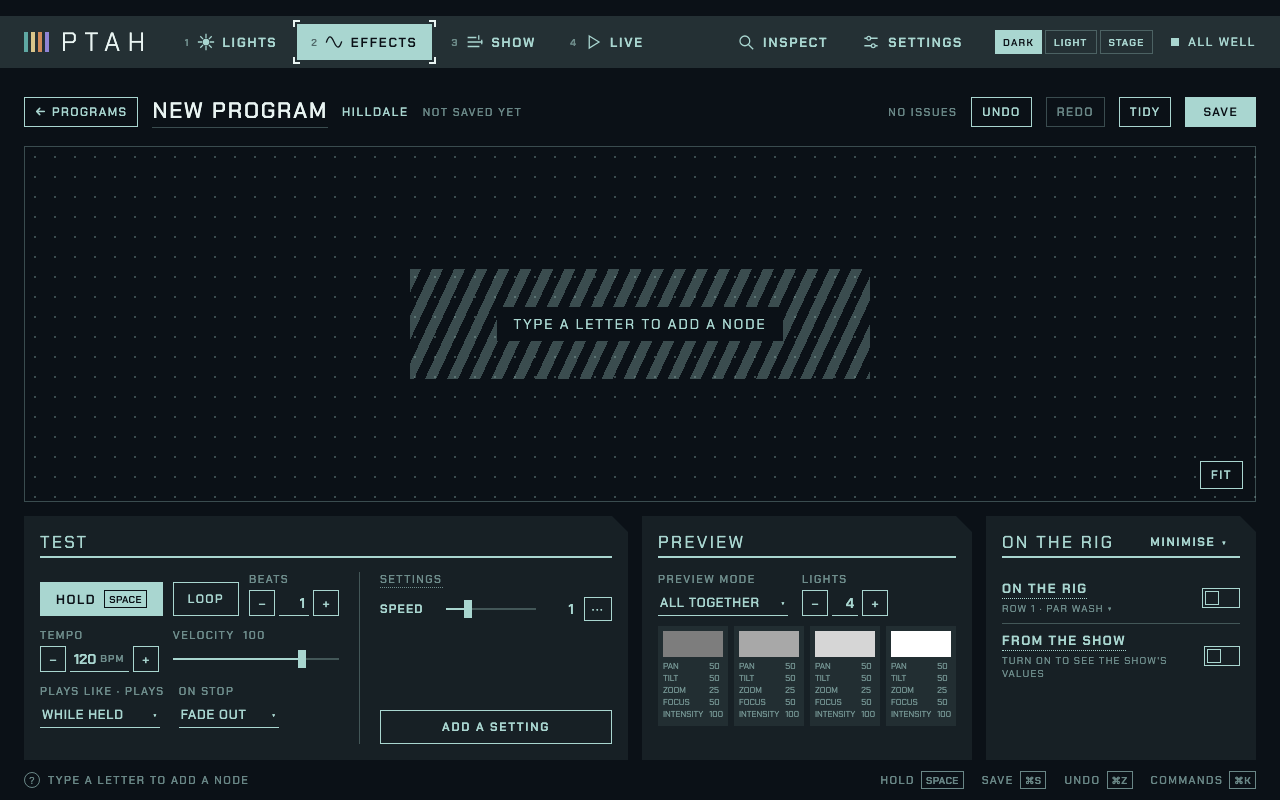 PTAH 1 LIGHTS 2 EFFECTS 3 SHOW 4 LIVE INSPECT SETTINGS DARK LIGHT STAGE ALL WELL
← PROGRAMS NEW PROGRAM HILLDALE NOT SAVED YET NO ISSUES UNDO REDO TIDY SAVE
TYPE A LETTER TO ADD A NODE
FIT
TEST
HOLD SPACE LOOP BEATS − 1 +
TEMPO VELOCITY 100
− 120 BPM +
PLAYS LIKE · PLAYS ON STOP
WHILE HELD FADE OUT
SETTINGS
SPEED 1 ···
ADD A SETTING
PREVIEW
PREVIEW MODE LIGHTS
ALL TOGETHER − 4 +
PAN 50 PAN 50 PAN 50 PAN 50
TILT 50 TILT 50 TILT 50 TILT 50
ZOOM 25 ZOOM 25 ZOOM 25 ZOOM 25
FOCUS 50 FOCUS 50 FOCUS 50 FOCUS 50
INTENSITY 100 INTENSITY 100 INTENSITY 100 INTENSITY 100
ON THE RIG MINIMISE
ON THE RIG
ROW 1 · PAR WASH
FROM THE SHOW
TURN ON TO SEE THE SHOW'S
VALUES
? TYPE A LETTER TO ADD A NODE HOLD SPACE SAVE ⌘S UNDO ⌘Z COMMANDS ⌘K